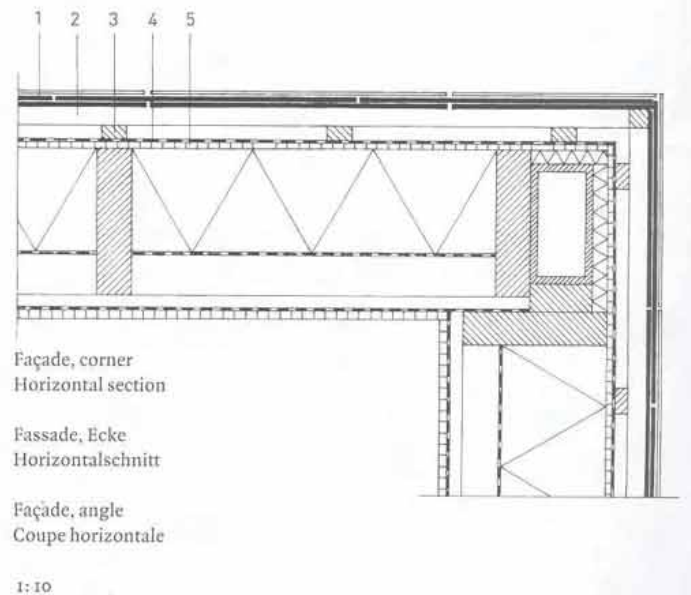 1 2 3 4 5
Façade, corner
Horizontal section
Fassade, Ecke
Horizontalschnitt
Façade, angle
Coupe horizontale
1:10